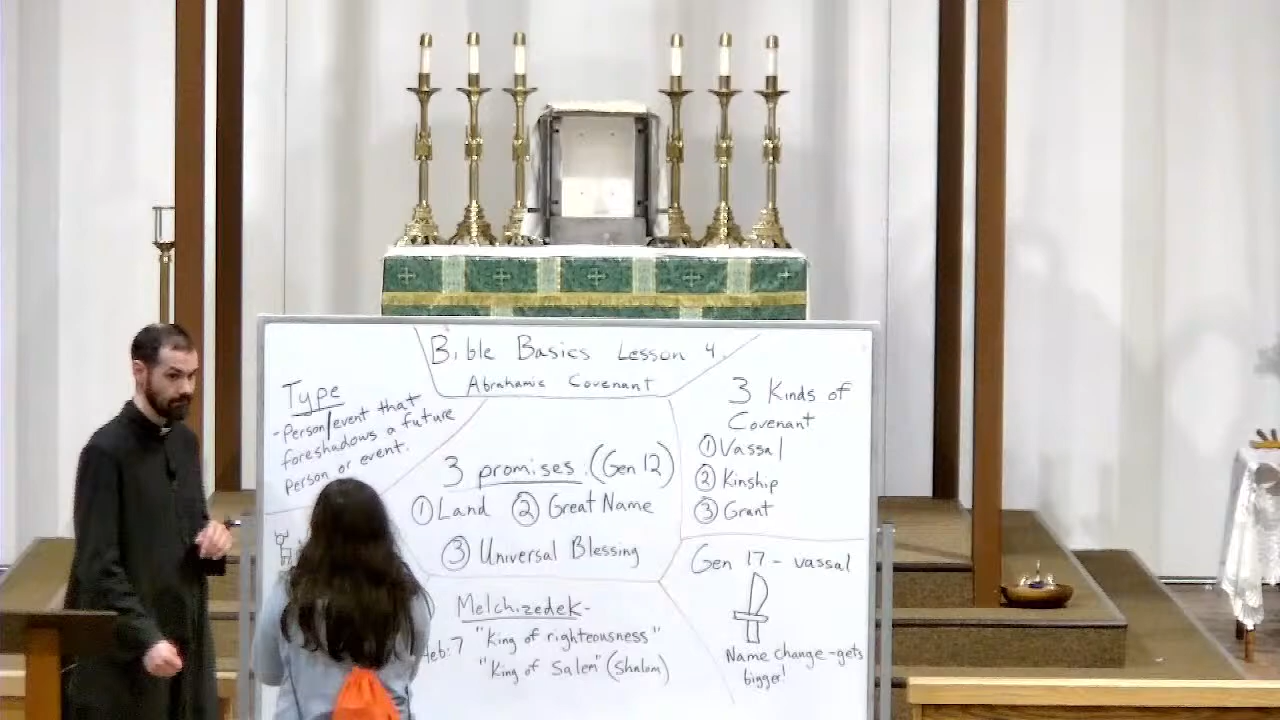 Bible Basics Lesson 4.
Abrahamic Covenant
Type
- Person/event that
foreshadows a future
person or event.
3 promises. (Gen 12)
① Land ② Great Name
③ Universal Blessing
3 Kinds of
Covenant
① Vassal
② Kinship
③ Grant
Melchizedek-
Heb: 7 "King of righteousness"
"King of Salem" (Shalom)
Gen 17 - vassal
Name change - gets
bigger!